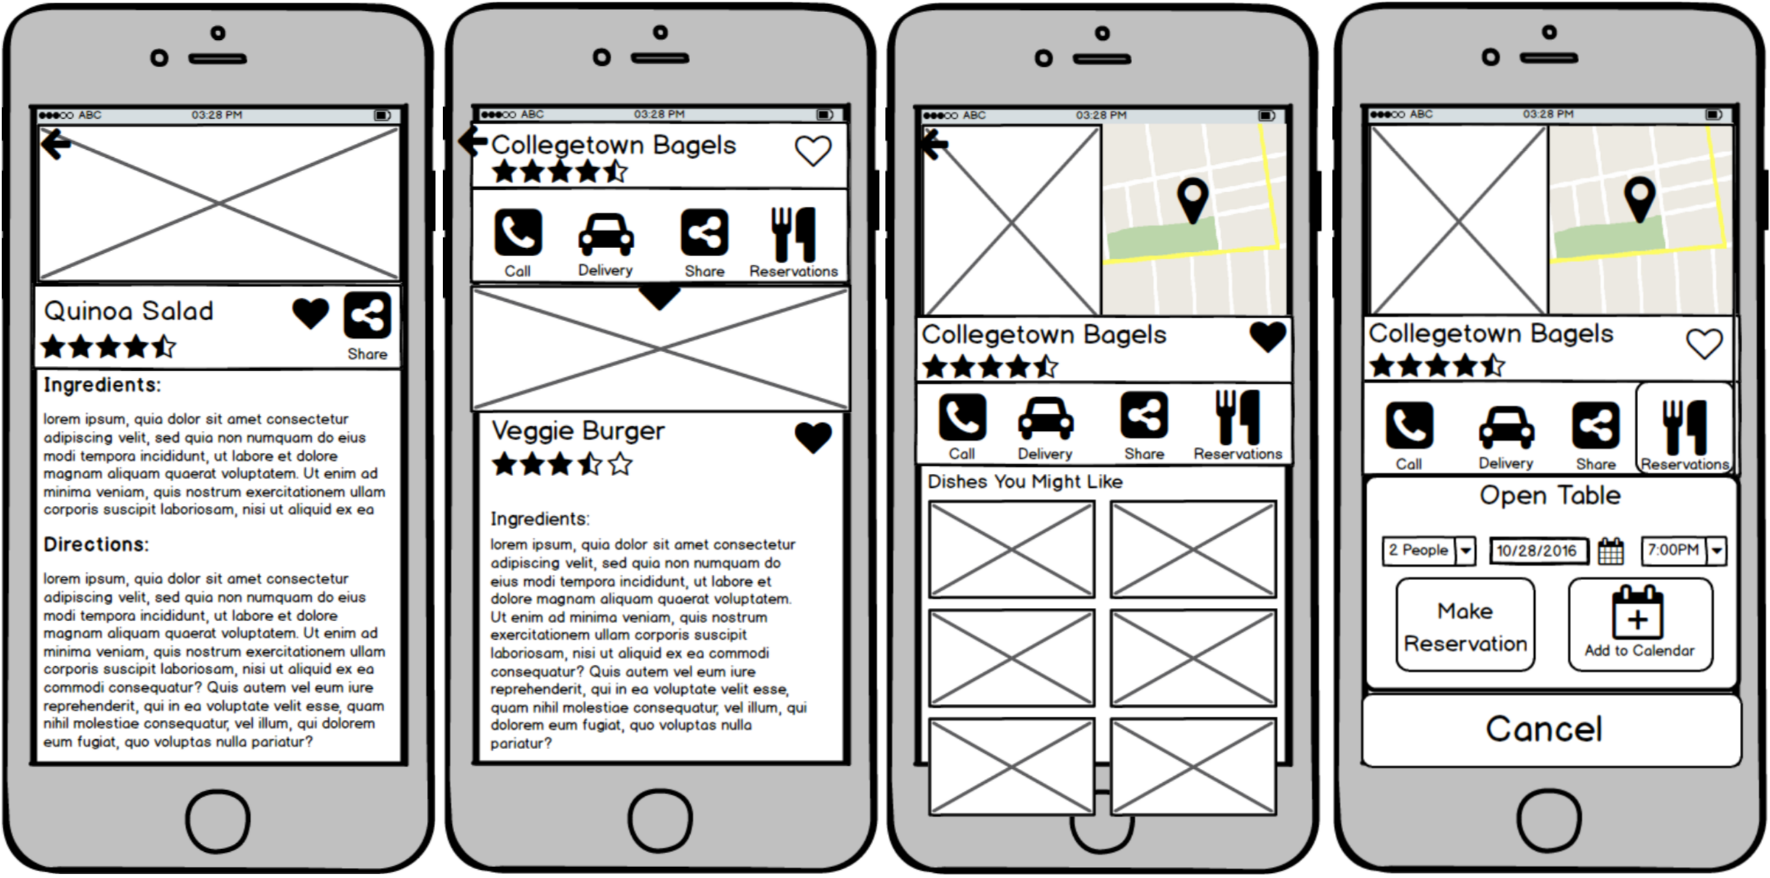 ABC 03:28 PM
Quinoa Salad
Share
Ingredients:
lorem ipsum, quia dolor sit amet consectetur
adipiscing velit, sed quia non numquam do eius
modi tempora incididunt, ut labore et dolore
magnam aliquam quaerat voluptatem. Ut enim ad
minima veniam, quis nostrum exercitationem ullam
corporis suscipit laboriosam, nisi ut aliquid ex ea
Directions:
lorem ipsum, quia dolor sit amet consectetur
adipiscing velit, sed quia non numquam do eius
modi tempora incididunt, ut labore et dolore
magnam aliquam quaerat voluptatem. Ut enim ad
minima veniam, quis nostrum exercitationem ullam
corporis suscipit laboriosam, nisi ut aliquid ex ea
commodi consequatur? Quis autem vel eum iure
reprehenderit, qui in ea voluptate velit esse, quam
nihil molestiae consequatur, vel illum, qui dolorem
eum fugiat, quo voluptas nulla pariatur?
ABC 03:28 PM
Collegetown Bagels
Call Delivery Share Reservations
Veggie Burger
Ingredients:
lorem ipsum, quia dolor sit amet consectetur
adipiscing velit, sed quia non numquam do
eius modi tempora incididunt, ut labore et
dolore magnam aliquam quaerat voluptatem.
Ut enim ad minima veniam, quis nostrum
exercitationem ullam corporis suscipit
laboriosam, nisi ut aliquid ex ea commodi
consequatur? Quis autem vel eum iure
reprehenderit, qui in ea voluptate velit esse,
quam nihil molestiae consequatur, vel illum, qui
dolorem eum fugiat, quo voluptas nulla
pariatur?
ABC 03:28 PM
Collegetown Bagels
Call Delivery Share Reservations
Dishes You Might Like
ABC 03:28 PM
Collegetown Bagels
Call Delivery Share Reservations
Open Table
2 People 10/28/2016 7:00PM
Make
Reservation
Add to Calendar
Cancel